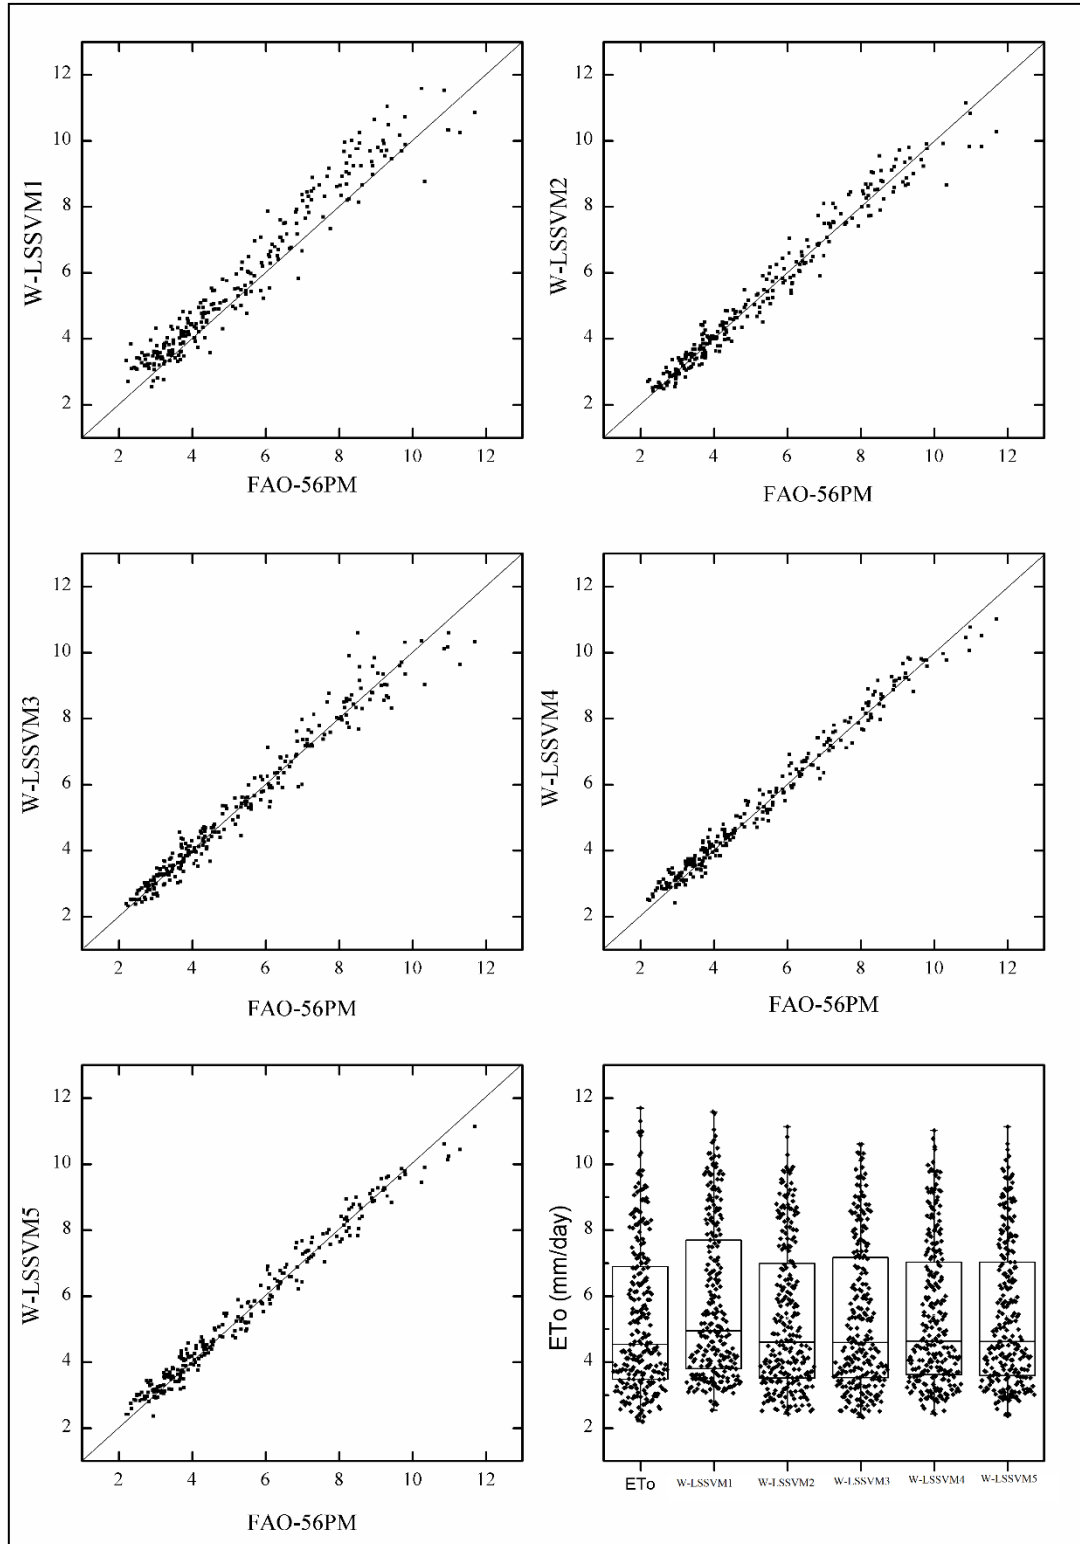 12
10
8
6
4
2
W-LSSVM1
2 4 6 8 10 12
FAO-56PM
12
10
8
6
4
2
W-LSSVM2
2 4 6 8 10 12
FAO-56PM
12
10
8
6
4
2
W-LSSVM3
2 4 6 8 10 12
FAO-56PM
12
10
8
6
4
2
W-LSSVM4
2 4 6 8 10 12
FAO-56PM
12
10
8
6
4
2
W-LSSVM5
2 4 6 8 10 12
FAO-56PM
12
10
8
6
4
2
ETo (mm/day)
ETo W-LSSVM1 W-LSSVM2 W-LSSVM3 W-LSSVM4 W-LSSVM5